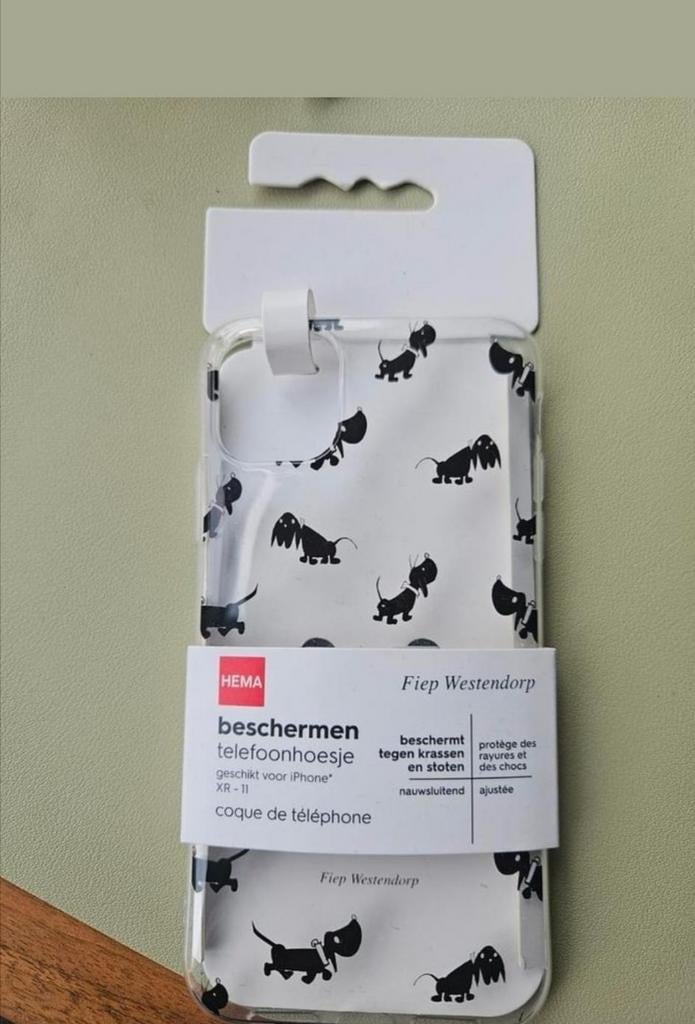 HEMA
Fiep Westendorp
beschermen
telefoonhoesje
geschikt voor iPhone*
XR - 11
coque de téléphone
beschermt
tegen krassen
en stoten
protège des
rayures et
des chocs
nauwsluitend
ajustée
Fiep Westendorp